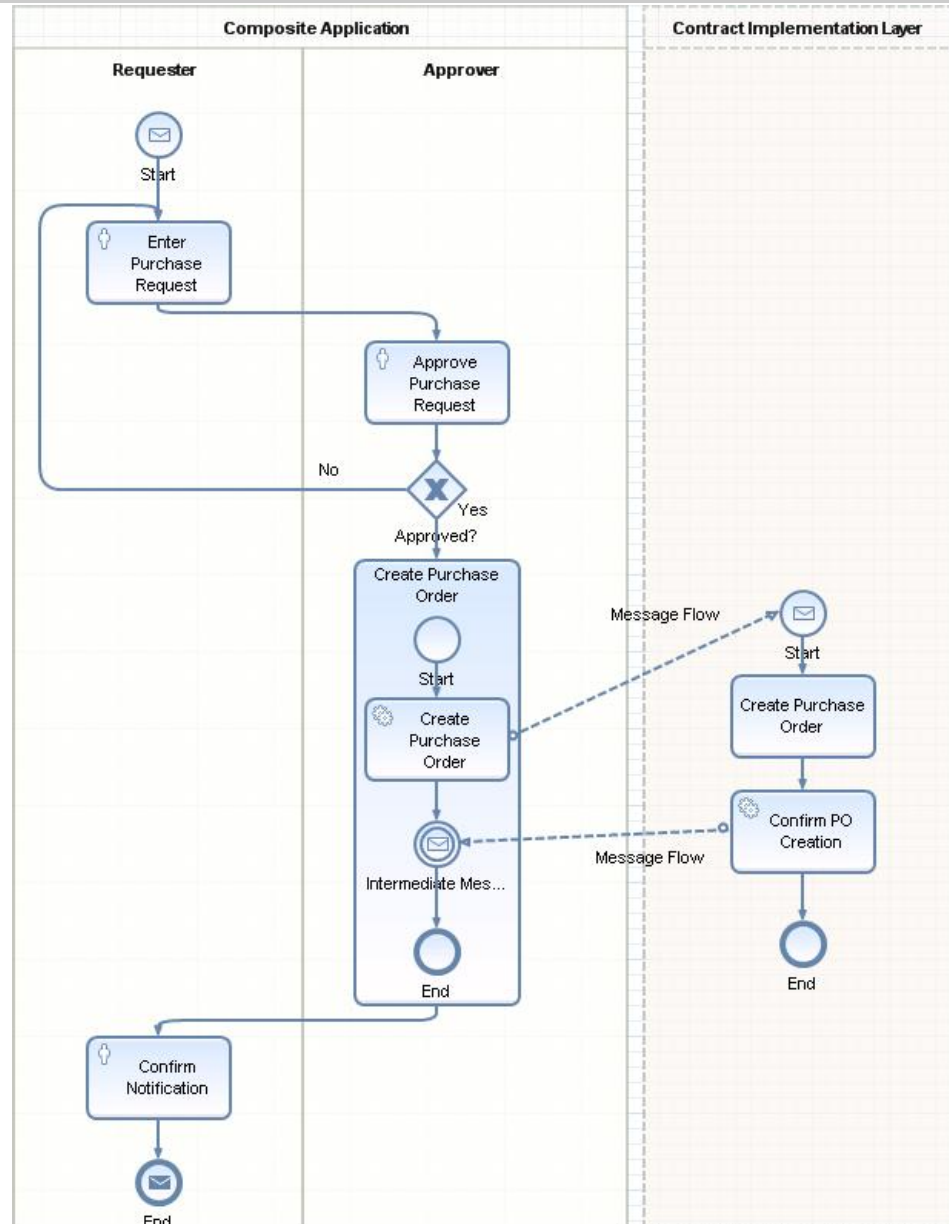 Composite Application
Contract Implementation Layer
Requester
Approver
Start
Enter
Purchase
Request
Approve
Purchase
Request
No
Yes
Approved?
Create Purchase
Order
Start
Create
Purchase
Order
Intermediate Mes...
End
Message Flow
Start
Create Purchase
Order
Confirm PO
Creation
Message Flow
End
Confirm
Notification
End